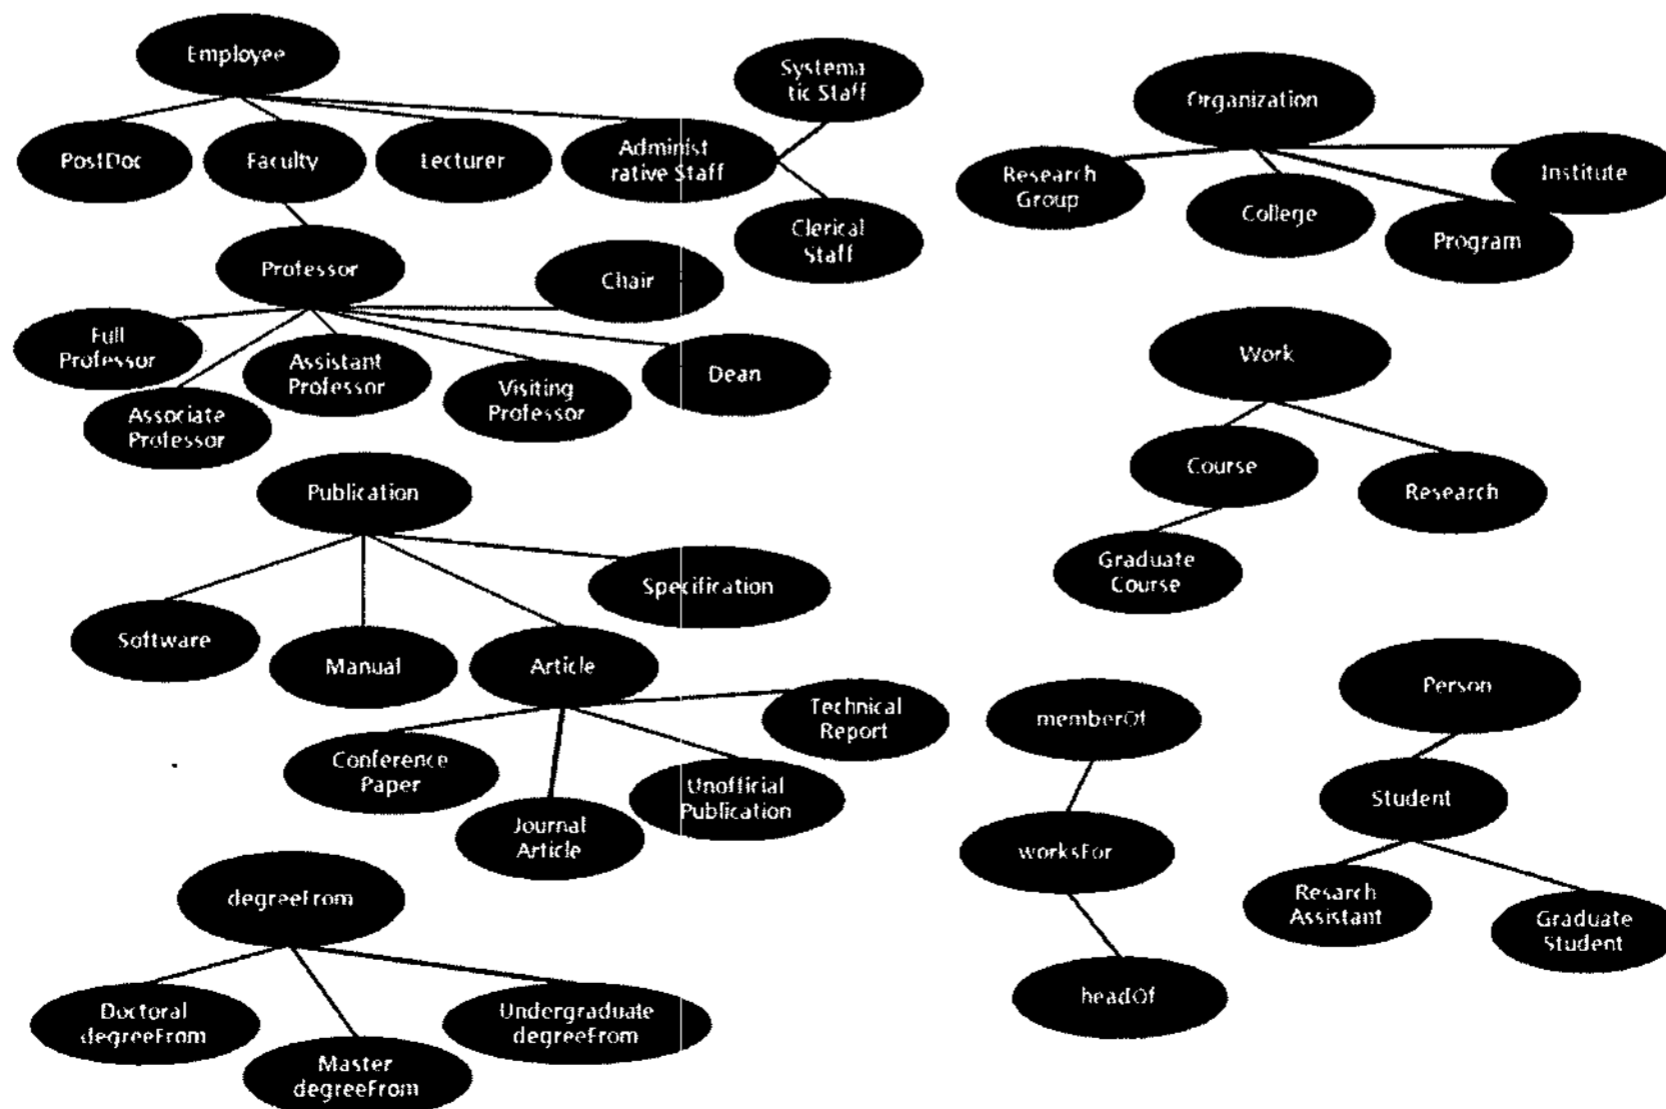 Employee
Systema
tic Staff
PostDoc
Faculty
Lecturer
Administ
rative Staff
Clerical
Staff
Professor
Chair
Full
Professor
Assistant
Professor
Visiting
Professor
Dean
Associate
Professor
Publication
Specification
Software
Manual
Article
Technical
Report
Conference
Paper
Unofficial
Publication
Journal
Article
degreeFrom
Doctoral
degreeFrom
Undergraduate
degreeFrom
Master
degreeFrom
Organization
Research
Group
College
Program
Institute
Work
Course
Research
Graduate
Course
memberOf
worksFor
headOf
Person
Student
Resarch
Assistant
Graduate
Student